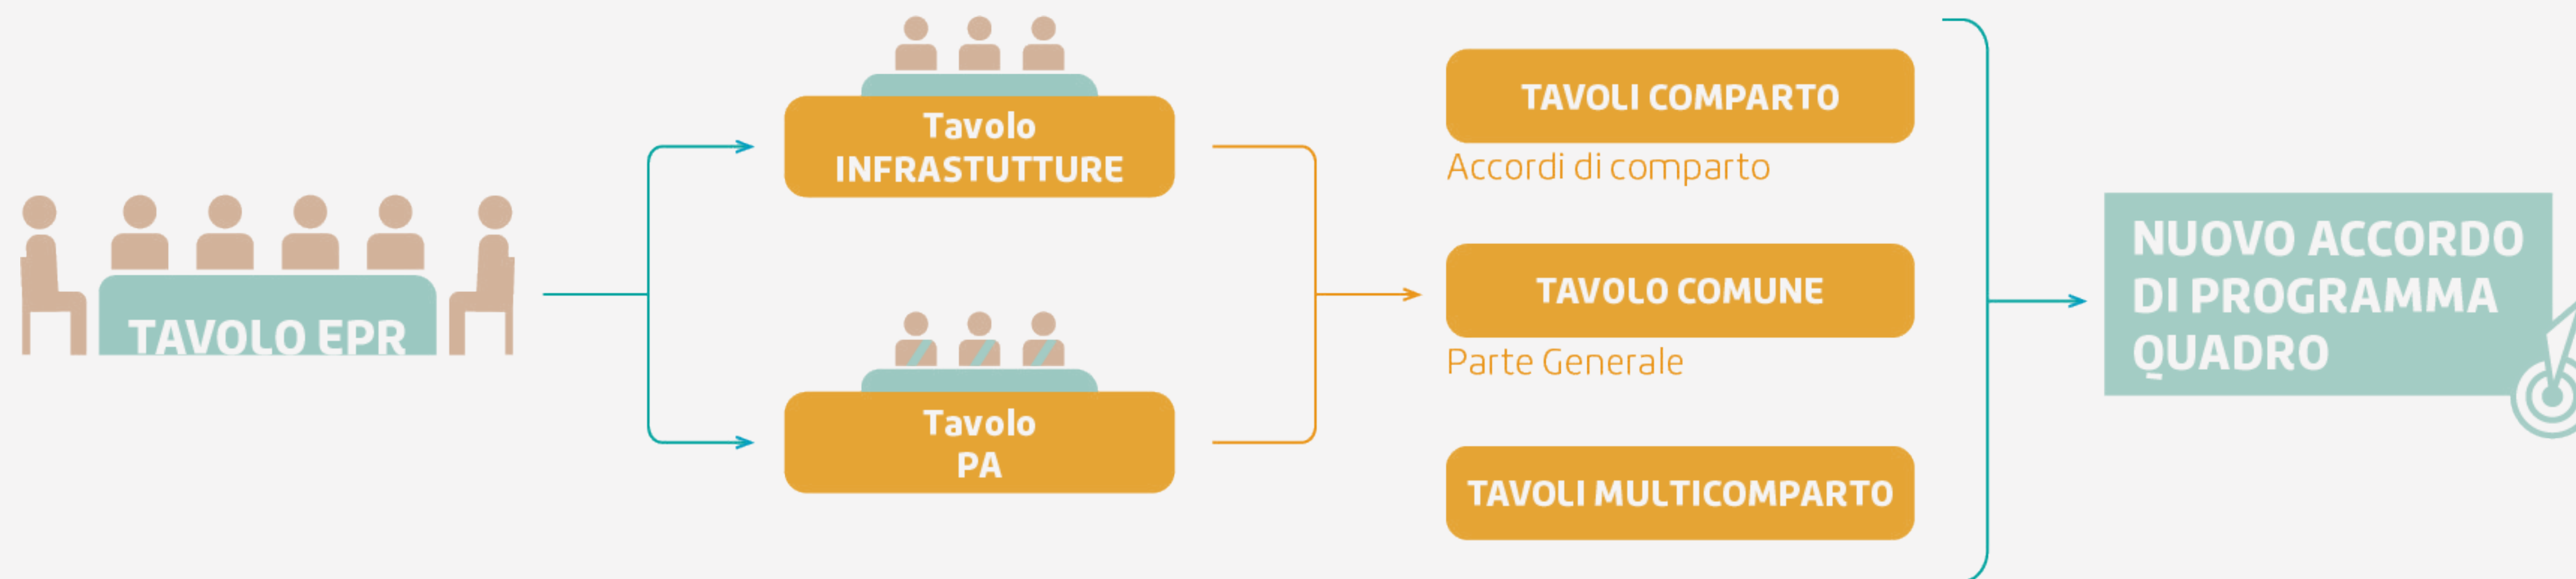 TAVOLO EPR
Tavolo
INFRASTUTTURE
Tavolo
PA
TAVOLI COMPARTO
Accordi di comparto
TAVOLO COMUNE
Parte Generale
TAVOLI MULTICOMPARTO
NUOVO ACCORDO
DI PROGRAMMA
QUADRO